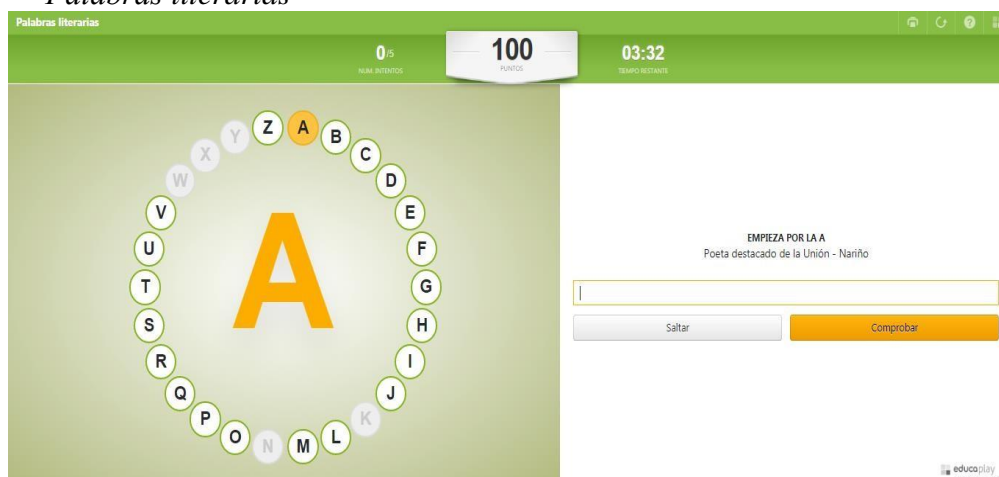 Palabras literarias
Palabras literarias
0/5
NUM. INTENTOS
100
PUNTOS
03:32
TIEMPO RESTANTE
A
B
C
D
E
F
G
H
I
J
K
L
M
N
O
P
Q
R
S
T
U
V
W
X
Y
Z
A
EMPIEZA POR LA A
Poeta destacado de la Unión - Nariño
Saltar
Comprobar
educaplay